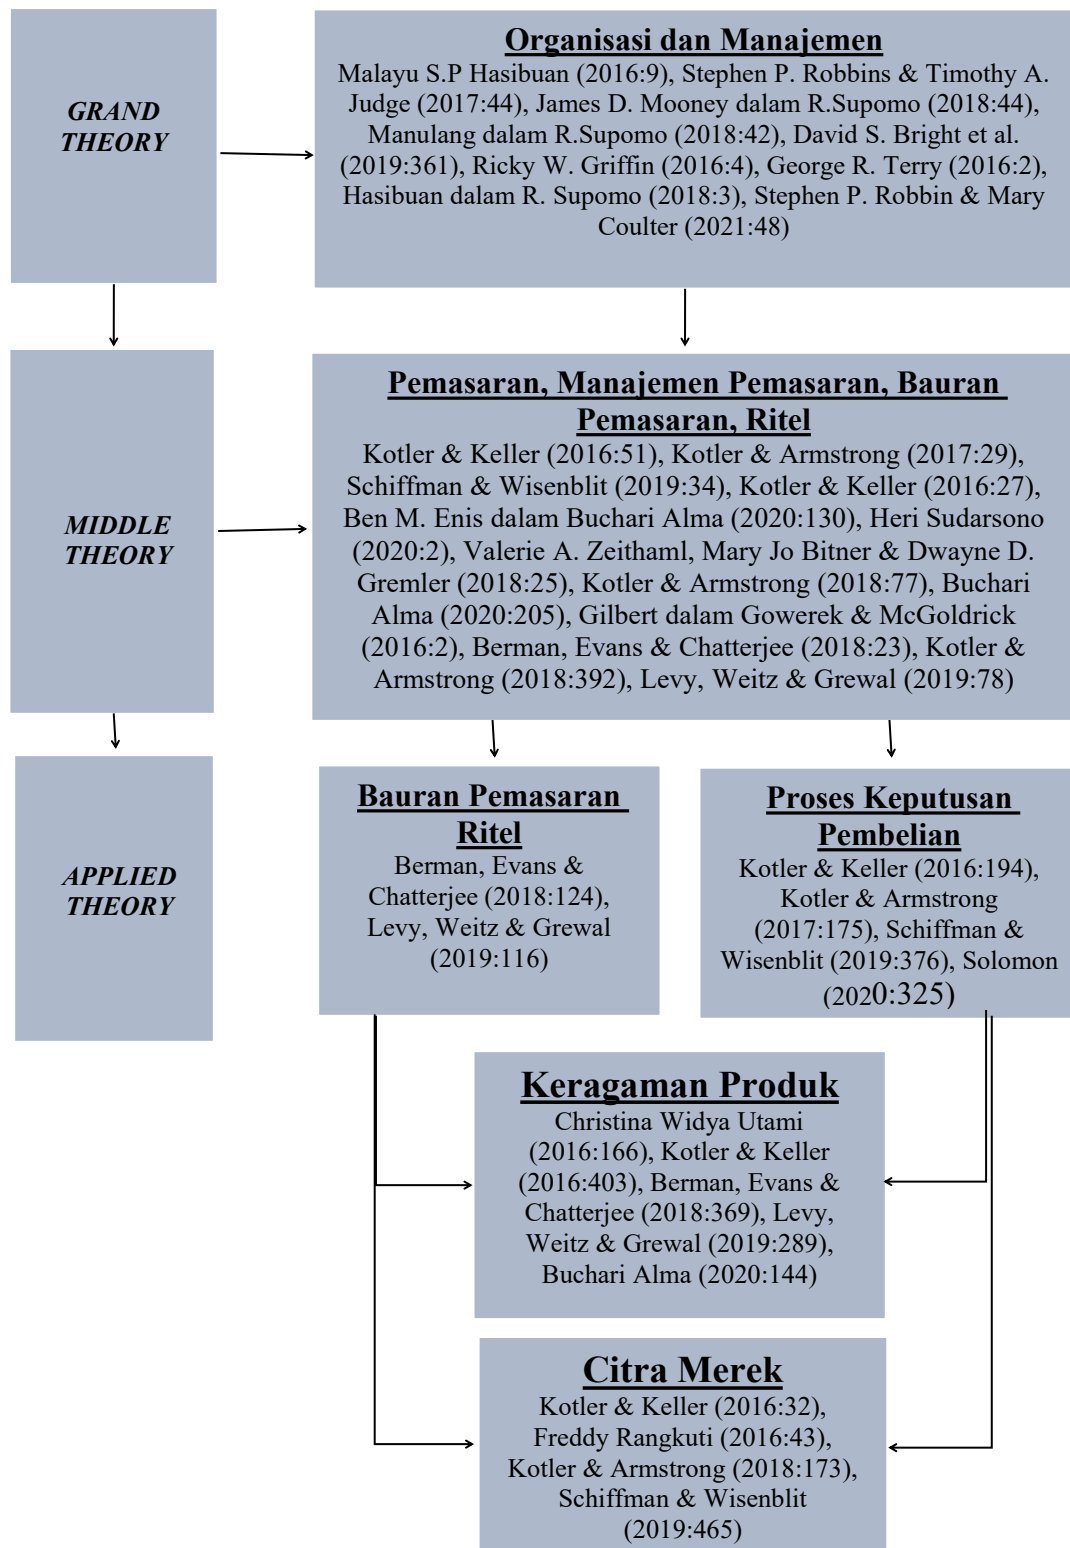 GRAND
THEORY
Organisasi dan Manajemen
Malayu S.P Hasibuan (2016:9), Stephen P. Robbins & Timothy A.
Judge (2017:44), James D. Mooney dalam R.Supomo (2018:44),
Manulang dalam R.Supomo (2018:42), David S. Bright et al.
(2019:361), Ricky W. Griffin (2016:4), George R. Terry (2016:2),
Hasibuan dalam R. Supomo (2018:3), Stephen P. Robbin & Mary
Coulter (2021:48)
MIDDLE
THEORY
Pemasaran, Manajemen Pemasaran, Bauran
Pemasaran, Ritel
Kotler & Keller (2016:51), Kotler & Armstrong (2017:29),
Schiffman & Wisenblit (2019:34), Kotler & Keller (2016:27),
Ben M. Enis dalam Buchari Alma (2020:130), Heri Sudarsono
(2020:2), Valerie A. Zeithaml, Mary Jo Bitner & Dwayne D.
Gremler (2018:25), Kotler & Armstrong (2018:77), Buchari
Alma (2020:205), Gilbert dalam Gowerek & McGoldrick
(2016:2), Berman, Evans & Chatterjee (2018:23), Kotler &
Armstrong (2018:392), Levy, Weitz & Grewal (2019:78)
APPLIED
THEORY
Bauran Pemasaran
Ritel
Berman, Evans &
Chatterjee (2018:124),
Levy, Weitz & Grewal
(2019:116)
Proses Keputusan
Pembelian
Kotler & Keller (2016:194),
Kotler & Armstrong
(2017:175), Schiffman &
Wisenblit (2019:376), Solomon
(2020:325)
Keragaman Produk
Christina Widya Utami
(2016:166), Kotler & Keller
(2016:403), Berman, Evans &
Chatterjee (2018:369), Levy,
Weitz & Grewal (2019:289),
Buchari Alma (2020:144)
Citra Merek
Kotler & Keller (2016:32),
Freddy Rangkuti (2016:43),
Kotler & Armstrong (2018:173),
Schiffman & Wisenblit
(2019:465)